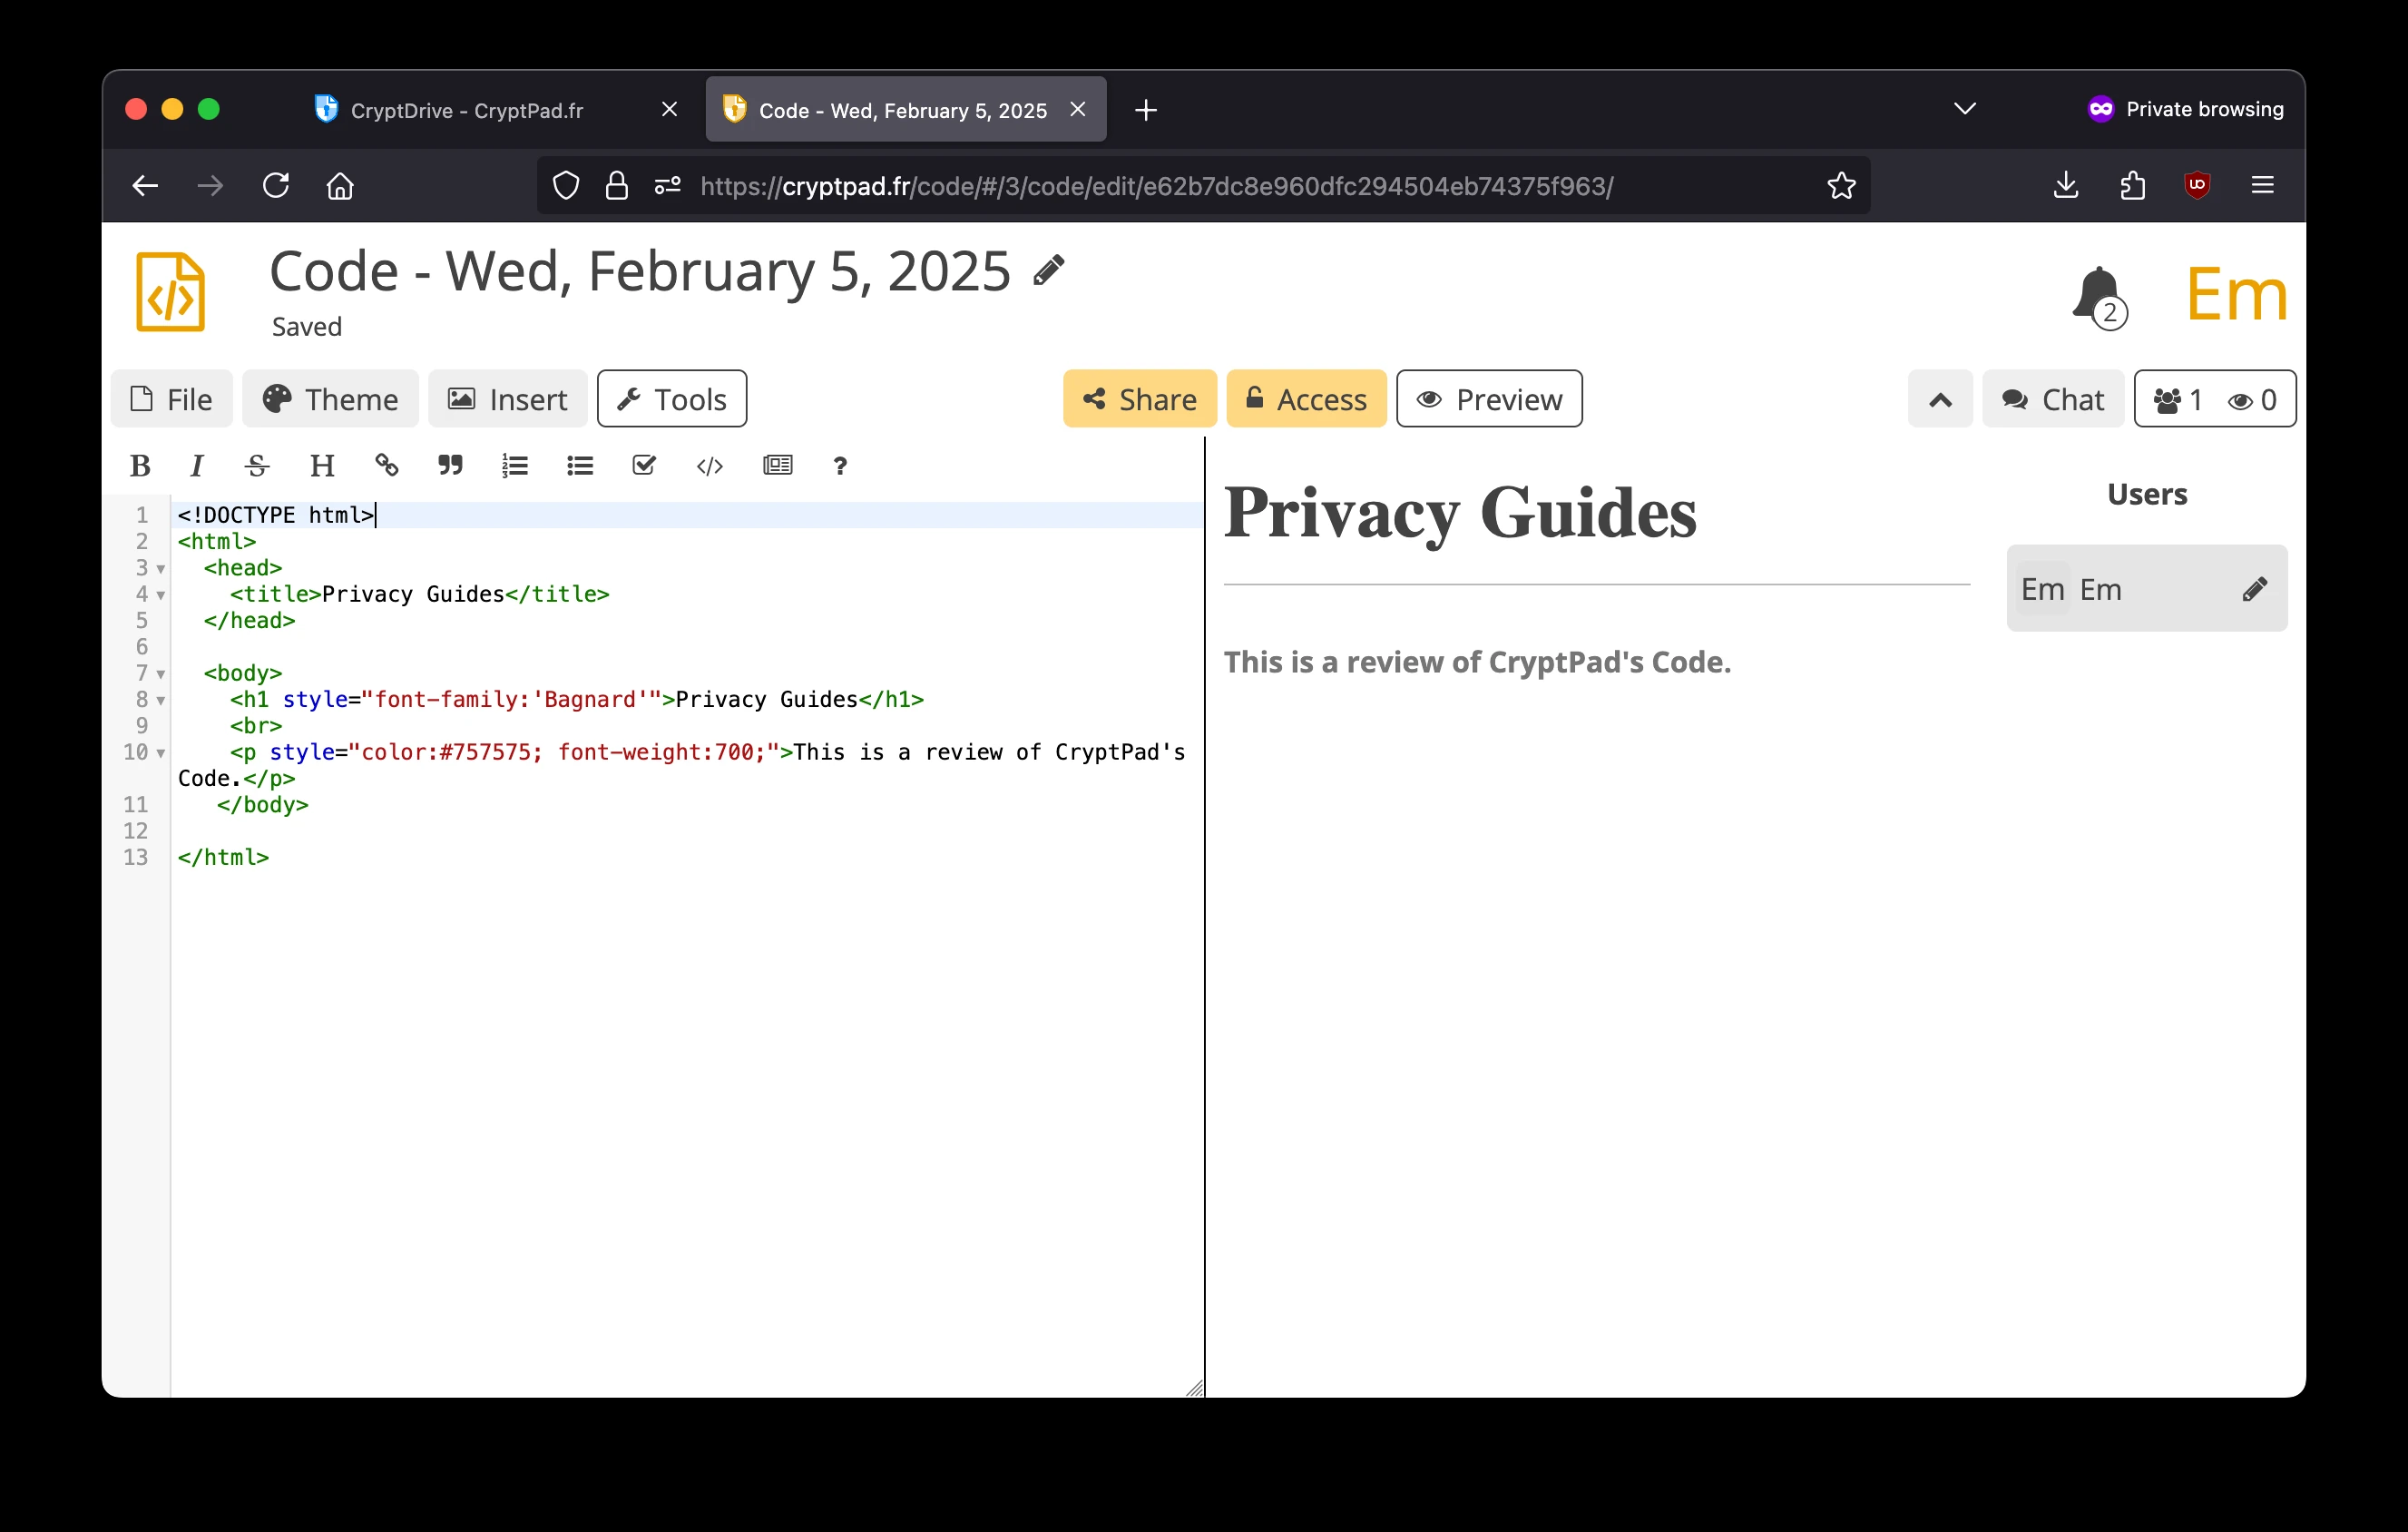 CryptDrive - CryptPad.fr
Code - Wed, February 5, 2025
Private browsing
https://cryptpad.fr/code/#/3/code/edit/e62b7dc8e960dfc294504eb74375f963/
Code - Wed, February 5, 2025
Saved
2
Em
File Theme Insert Tools
Share Access Preview
Chat 1 0
B I S H
?
1 <!DOCTYPE html>
2 <html>
3 <head>
4 <title>Privacy Guides</title>
5 </head>
6
7 <body>
8 <h1 style="font-family:'Bagnard'">Privacy Guides</h1>
9 <br>
10 <p style="color:#757575; font-weight:700;">This is a review of CryptPad's
Code.</p>
11 </body>
12
13 </html>
Privacy Guides
This is a review of CryptPad's Code.
Users
Em Em